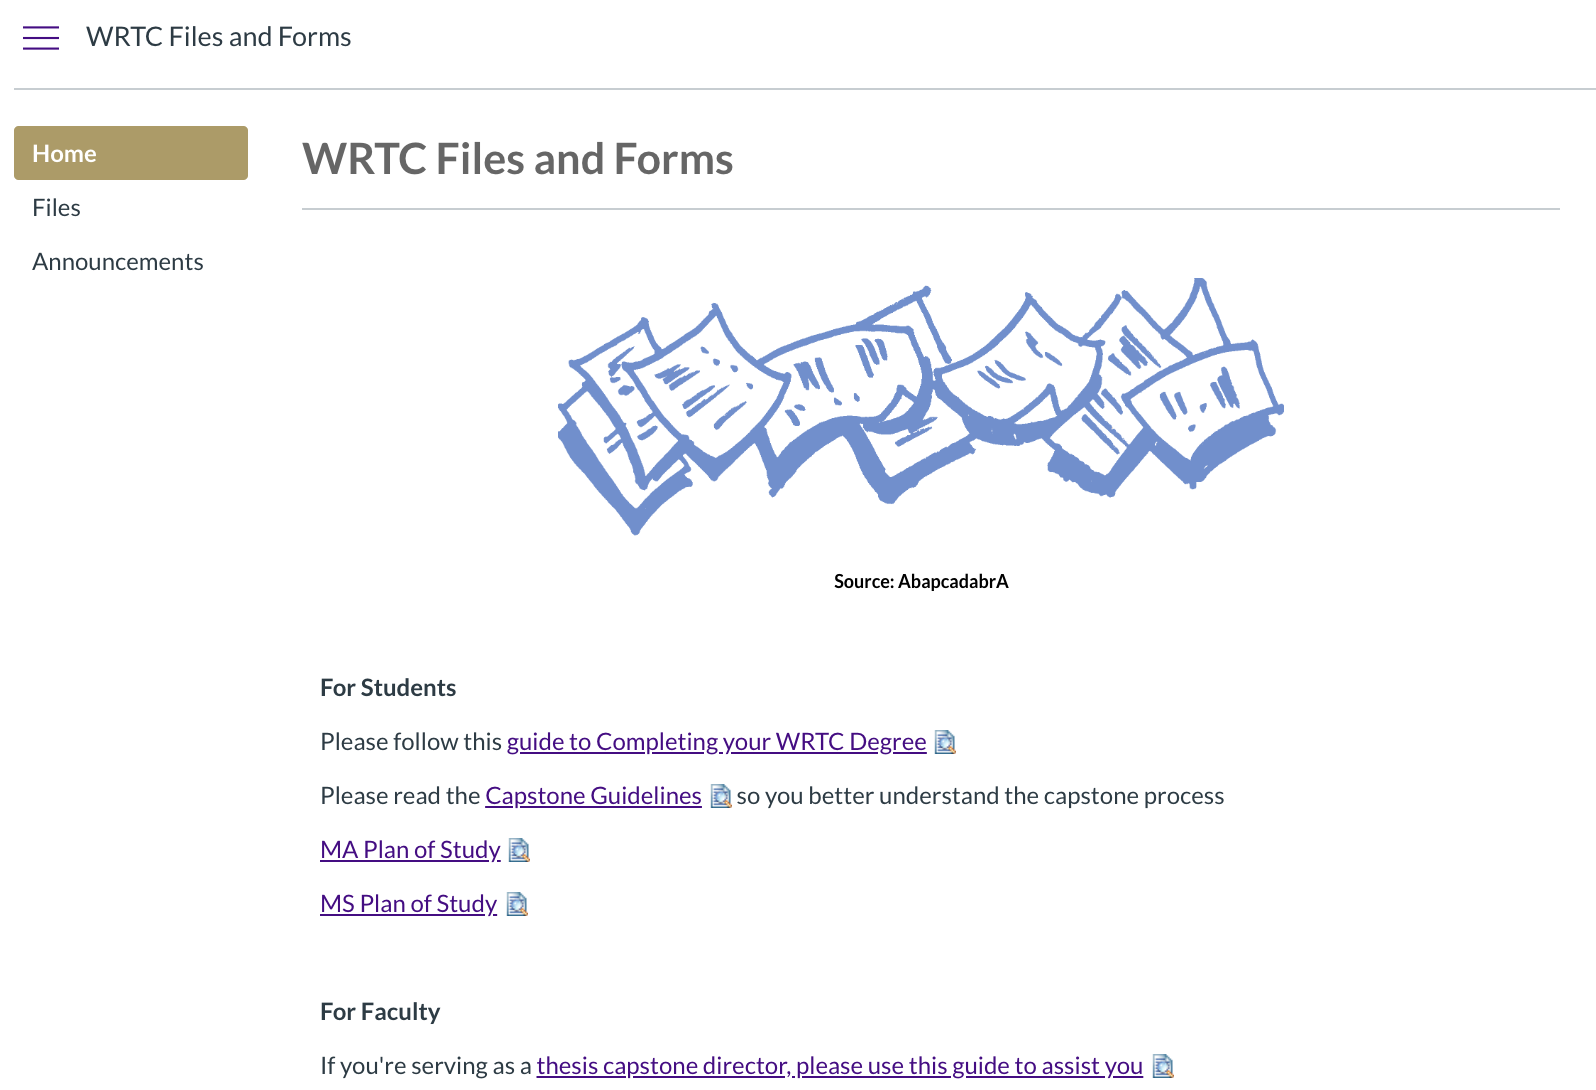 WRTC Files and Forms
Home
Files
Announcements
WRTC Files and Forms
Source: AbapcadabrA
For Students
Please follow this guide to Completing your WRTC Degree
Please read the Capstone Guidelines so you better understand the capstone process
MA Plan of Study
MS Plan of Study
For Faculty
If you're serving as a thesis capstone director, please use this guide to assist you